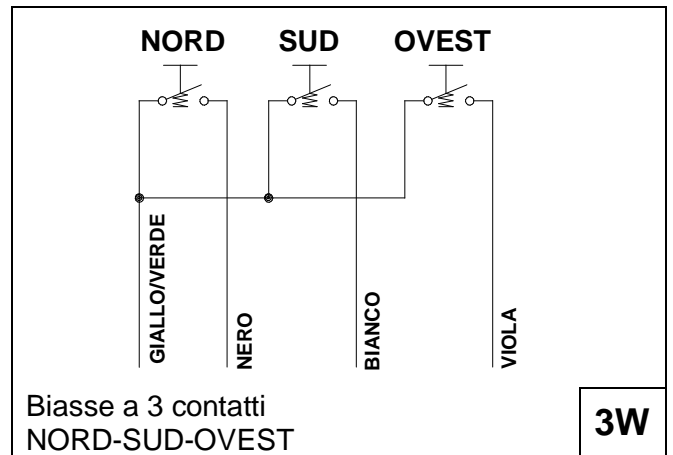 NORD SUD OVEST
GIALLO/VERDE
NERO
BIANCO
VIOLA
Biasse a 3 contatti
NORD-SUD-OVEST
3W